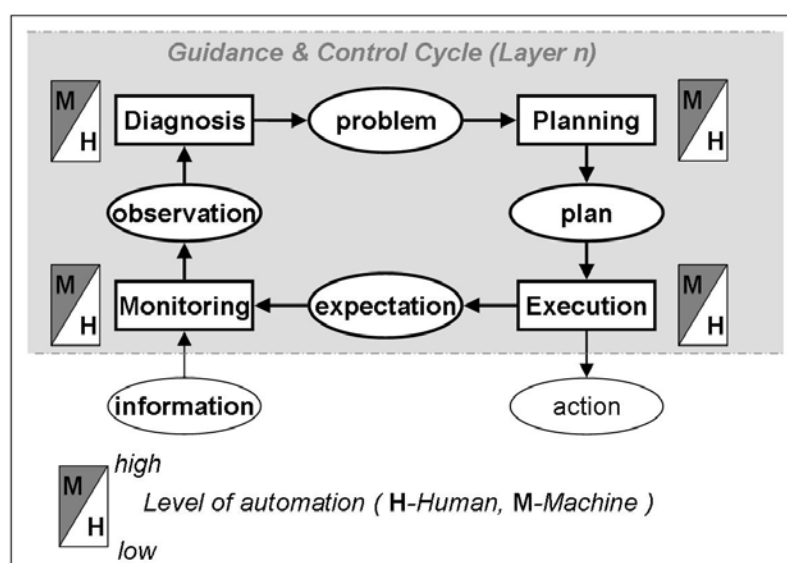 Guidance & Control Cycle (Layer n)
M
H
Diagnosis
problem
Planning
M
H
observation
plan
M
H
Monitoring
expectation
Execution
M
H
information
action
M
H
high
Level of automation ( H-Human, M-Machine )
low